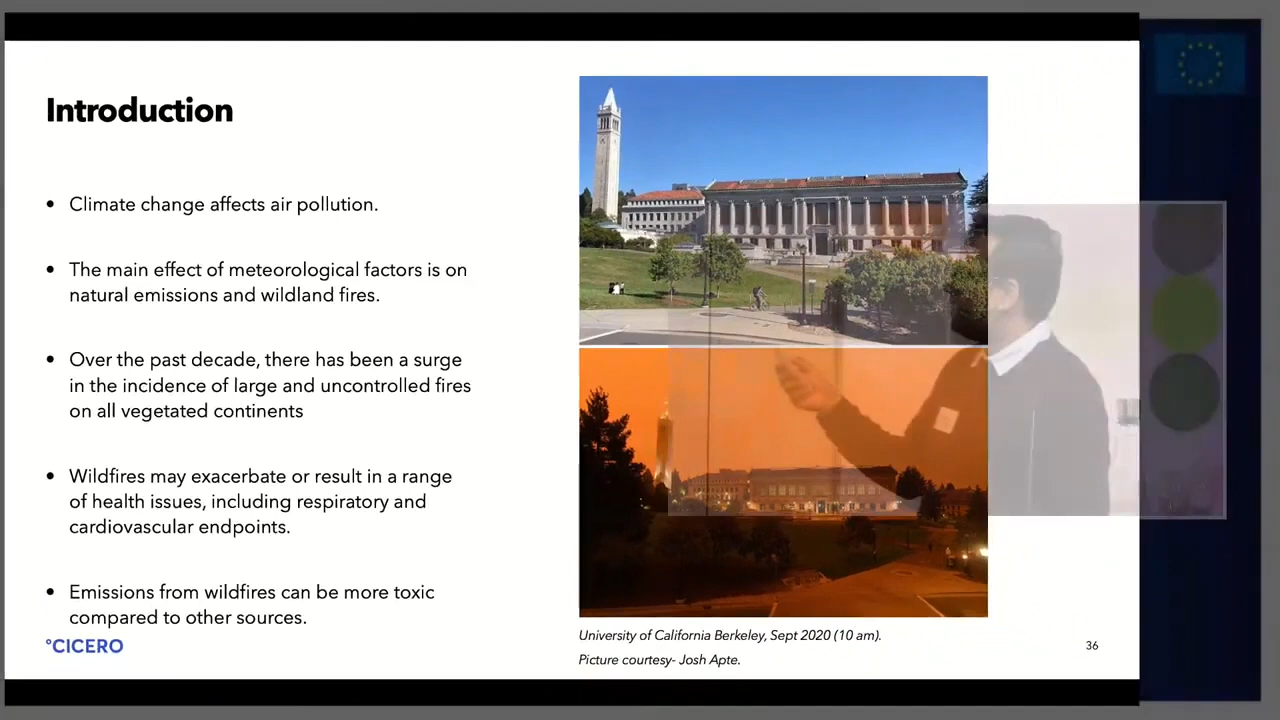 Introduction
• Climate change affects air pollution.
• The main effect of meteorological factors is on
natural emissions and wildland fires.
• Over the past decade, there has been a surge
in the incidence of large and uncontrolled fires
on all vegetated continents
• Wildfires may exacerbate or result in a range
of health issues, including respiratory and
cardiovascular endpoints.
• Emissions from wildfires can be more toxic
compared to other sources.
°CICERO
University of California Berkeley, Sept 2020 (10 am).
Picture courtesy- Josh Apte.
36